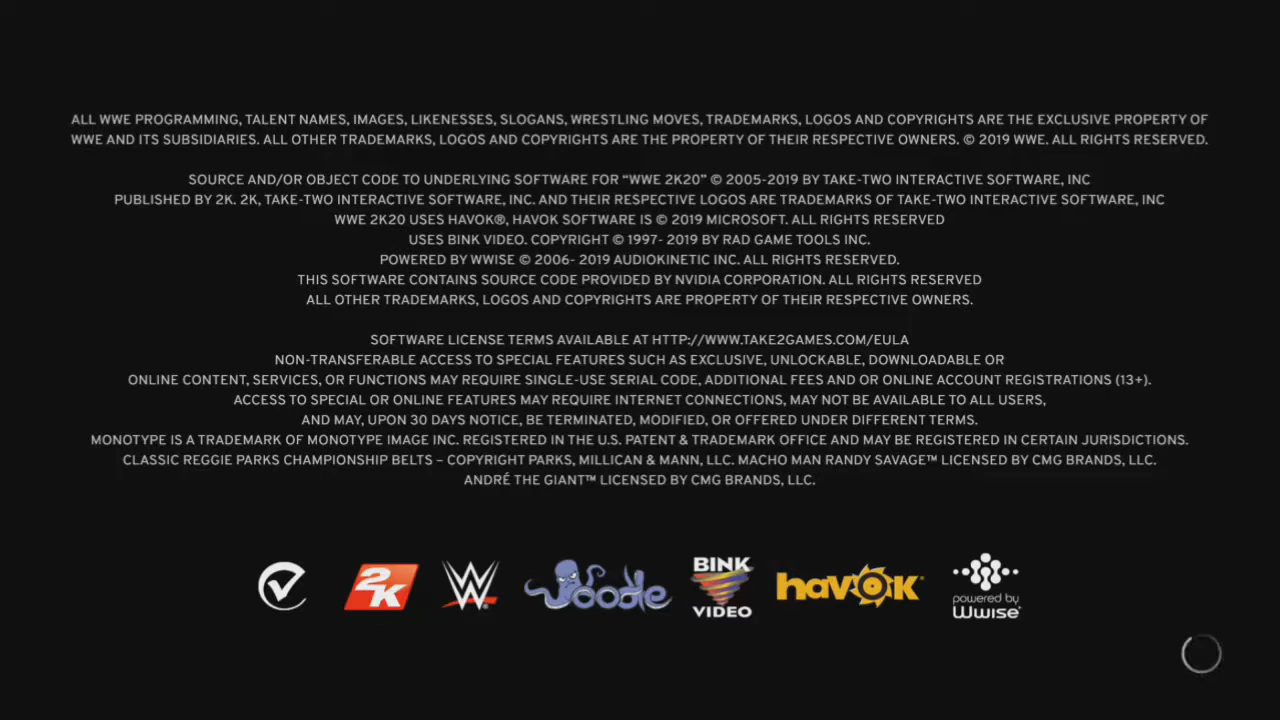 ALL WWE PROGRAMMING, TALENT NAMES, IMAGES, LIKENESSES, SLOGANS, WRESTLING MOVES, TRADEMARKS, LOGOS AND COPYRIGHTS ARE THE EXCLUSIVE PROPERTY OF
WWE AND ITS SUBSIDIARIES. ALL OTHER TRADEMARKS, LOGOS AND COPYRIGHTS ARE THE PROPERTY OF THEIR RESPECTIVE OWNERS. © 2019 WWE. ALL RIGHTS RESERVED.
SOURCE AND/OR OBJECT CODE TO UNDERLYING SOFTWARE FOR “WWE 2K20” © 2005-2019 BY TAKE-TWO INTERACTIVE SOFTWARE, INC
PUBLISHED BY 2K. 2K, TAKE-TWO INTERACTIVE SOFTWARE, INC. AND THEIR RESPECTIVE LOGOS ARE TRADEMARKS OF TAKE-TWO INTERACTIVE SOFTWARE, INC
WWE 2K20 USES HAVOK®, HAVOK SOFTWARE IS © 2019 MICROSOFT. ALL RIGHTS RESERVED
USES BINK VIDEO. COPYRIGHT © 1997- 2019 BY RAD GAME TOOLS INC.
POWERED BY WWISE © 2006- 2019 AUDIOKINETIC INC. ALL RIGHTS RESERVED.
THIS SOFTWARE CONTAINS SOURCE CODE PROVIDED BY NVIDIA CORPORATION. ALL RIGHTS RESERVED
ALL OTHER TRADEMARKS, LOGOS AND COPYRIGHTS ARE PROPERTY OF THEIR RESPECTIVE OWNERS.
SOFTWARE LICENSE TERMS AVAILABLE AT HTTP://WWW.TAKE2GAMES.COM/EULA
NON-TRANSFERABLE ACCESS TO SPECIAL FEATURES SUCH AS EXCLUSIVE, UNLOCKABLE, DOWNLOADABLE OR
ONLINE CONTENT, SERVICES, OR FUNCTIONS MAY REQUIRE SINGLE-USE SERIAL CODE, ADDITIONAL FEES AND OR ONLINE ACCOUNT REGISTRATIONS (13+).
ACCESS TO SPECIAL OR ONLINE FEATURES MAY REQUIRE INTERNET CONNECTIONS, MAY NOT BE AVAILABLE TO ALL USERS,
AND MAY, UPON 30 DAYS NOTICE, BE TERMINATED, MODIFIED, OR OFFERED UNDER DIFFERENT TERMS.
MONOTYPE IS A TRADEMARK OF MONOTYPE IMAGE INC. REGISTERED IN THE U.S. PATENT & TRADEMARK OFFICE AND MAY BE REGISTERED IN CERTAIN JURISDICTIONS.
CLASSIC REGGIE PARKS CHAMPIONSHIP BELTS – COPYRIGHT PARKS, MILLICAN & MANN, LLC. MACHO MAN RANDY SAVAGE™ LICENSED BY CMG BRANDS, LLC.
ANDRÉ THE GIANT™ LICENSED BY CMG BRANDS, LLC.
2K W Oodle BINK VIDEO havok powered by Wwise